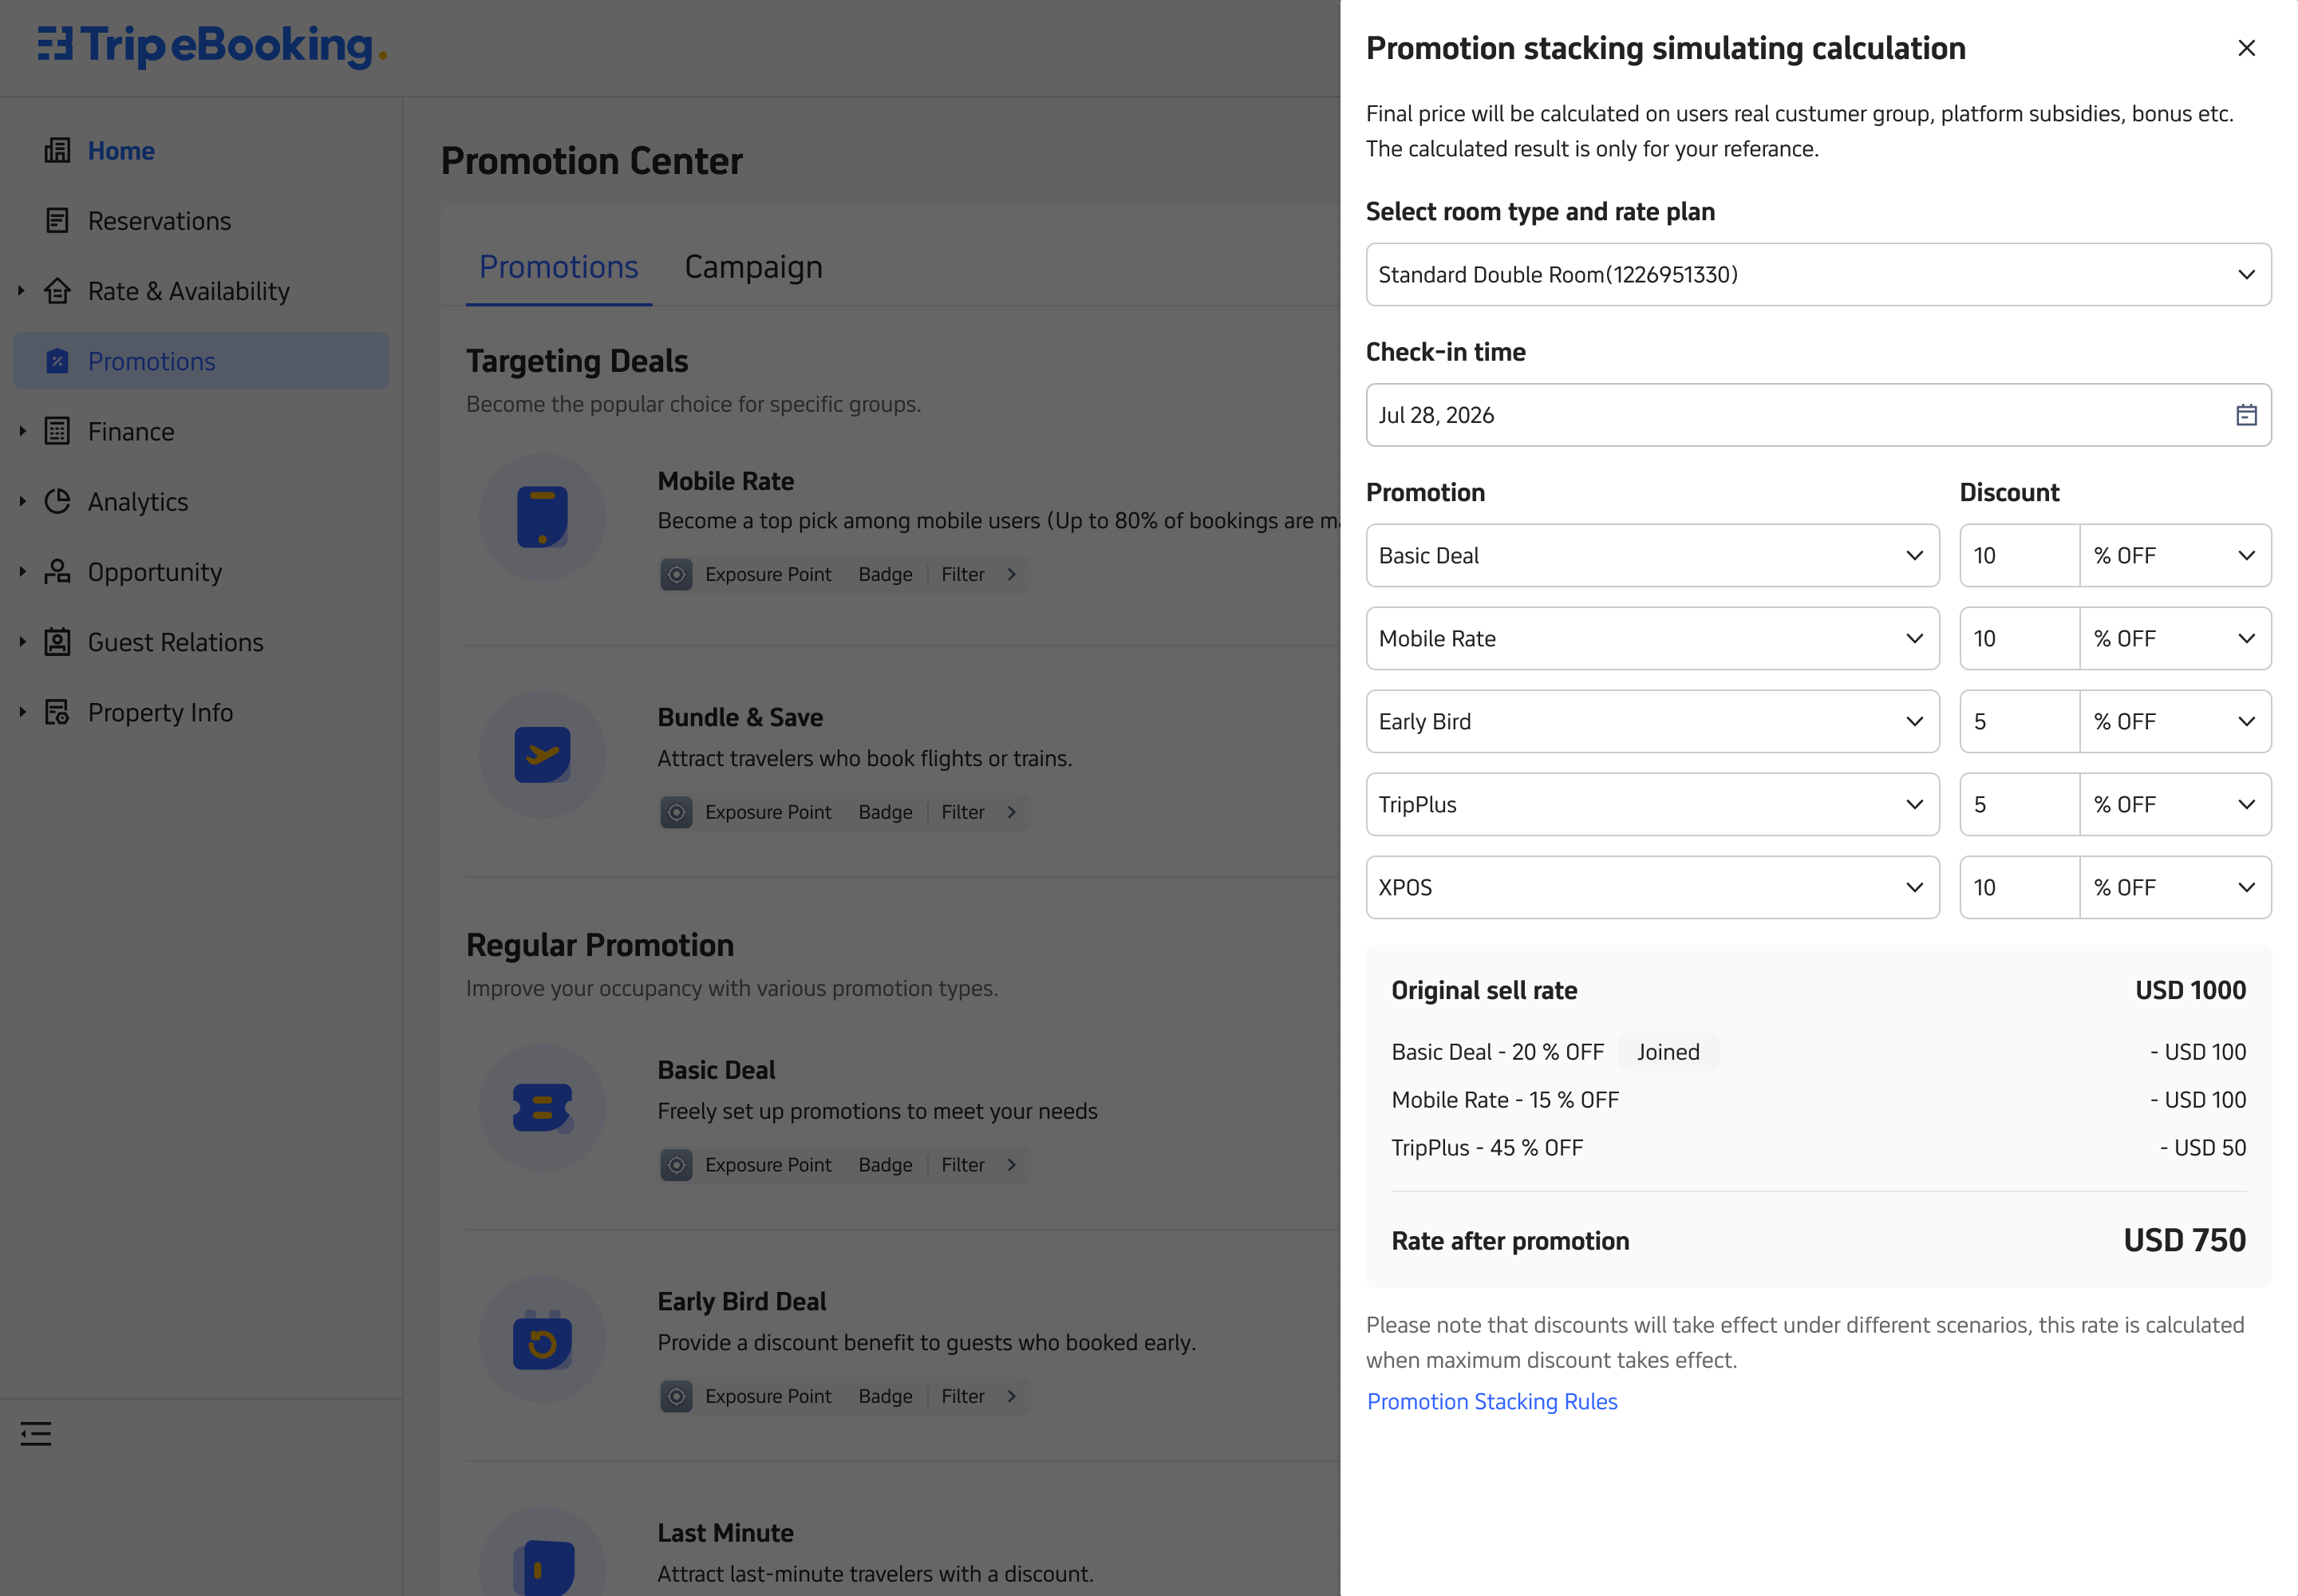 Trip eBooking.
Home
Reservations
Rate & Availability
Promotions
Finance
Analytics
Opportunity
Guest Relations
Property Info
Promotion Center
Promotions Campaign
Targeting Deals
Become the popular choice for specific groups.
Mobile Rate
Become a top pick among mobile users (Up to 80% of bookings are
Exposure Point Badge Filter
Bundle & Save
Attract travelers who book flights or trains.
Exposure Point Badge Filter
Regular Promotion
Improve your occupancy with various promotion types.
Basic Deal
Freely set up promotions to meet your needs
Exposure Point Badge Filter
Early Bird Deal
Provide a discount benefit to guests who booked early.
Exposure Point Badge Filter
Last Minute
Attract last-minute travelers with a discount.
Promotion stacking simulating calculation
Final price will be calculated on users real custumer group, platform subsidies, bonus etc.
The calculated result is only for your referance.
Select room type and rate plan
Standard Double Room(1226951330)
Check-in time
Jul 28, 2026
Promotion Discount
Basic Deal 10 % OFF
Mobile Rate 10 % OFF
Early Bird 5 % OFF
TripPlus 5 % OFF
XPOS 10 % OFF
Original sell rate USD 1000
Basic Deal - 20 % OFF Joined - USD 100
Mobile Rate - 15 % OFF - USD 100
TripPlus - 45 % OFF - USD 50
Rate after promotion USD 750
Please note that discounts will take effect under different scenarios, this rate is calculated
when maximum discount takes effect.
Promotion Stacking Rules